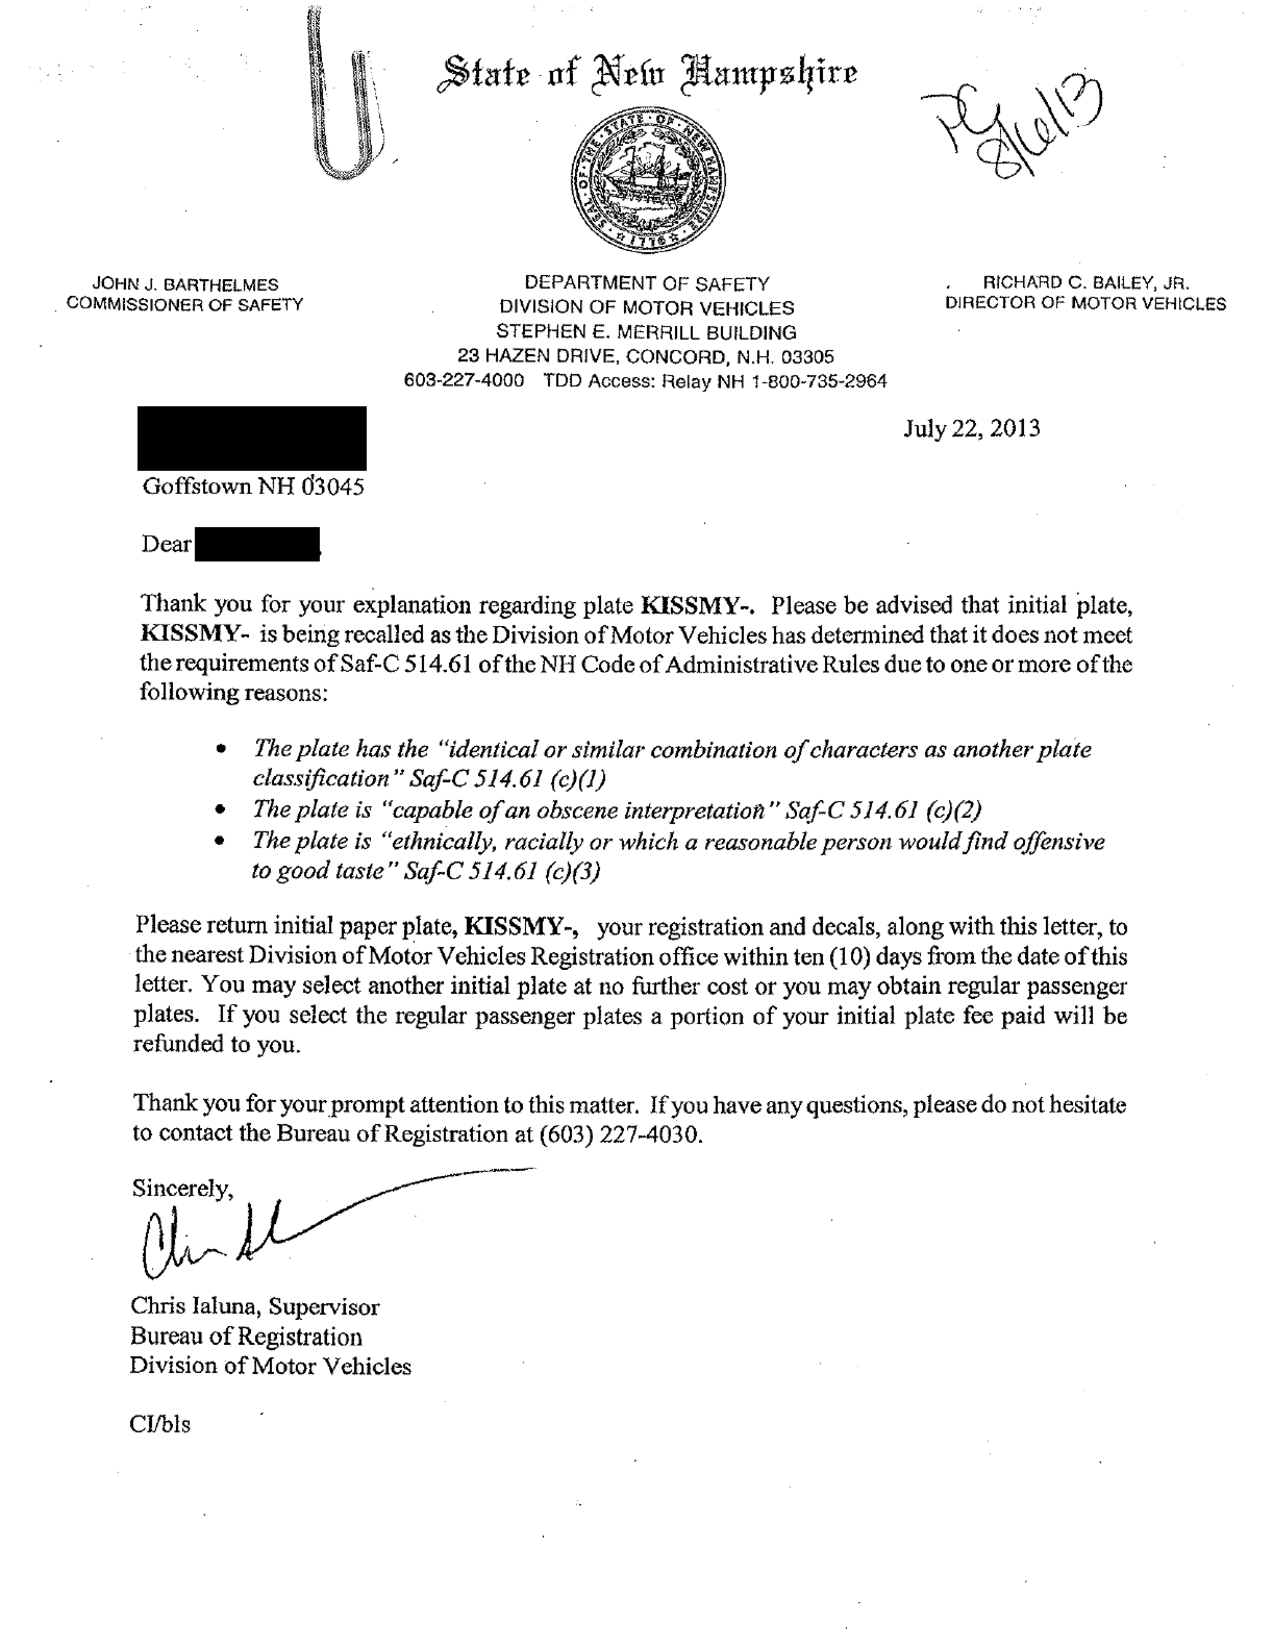 State of New Hampshire
8/6/13
SEAL · OF · THE · STATE · OF · NEW HAMPSHIRE
1776
JOHN J. BARTHELMES
COMMISSIONER OF SAFETY
DEPARTMENT OF SAFETY
DIVISION OF MOTOR VEHICLES
STEPHEN E. MERRILL BUILDING
23 HAZEN DRIVE, CONCORD, N.H. 03305
603-227-4000 TDD Access: Relay NH 1-800-735-2964
RICHARD C. BAILEY, JR.
DIRECTOR OF MOTOR VEHICLES
July 22, 2013
Goffstown NH 03045
Dear
Thank you for your explanation regarding plate KISSMY-. Please be advised that initial plate,
KISSMY- is being recalled as the Division of Motor Vehicles has determined that it does not meet
the requirements of Saf-C 514.61 of the NH Code of Administrative Rules due to one or more of the
following reasons:
• The plate has the "identical or similar combination of characters as another plate
classification" Saf-C 514.61 (c)(1)
• The plate is "capable of an obscene interpretation" Saf-C 514.61 (c)(2)
• The plate is "ethnically, racially or which a reasonable person would find offensive
to good taste" Saf-C 514.61 (c)(3)
Please return initial paper plate, KISSMY-, your registration and decals, along with this letter, to
the nearest Division of Motor Vehicles Registration office within ten (10) days from the date of this
letter. You may select another initial plate at no further cost or you may obtain regular passenger
plates. If you select the regular passenger plates a portion of your initial plate fee paid will be
refunded to you.
Thank you for your prompt attention to this matter. If you have any questions, please do not hesitate
to contact the Bureau of Registration at (603) 227-4030.
Sincerely,
Chris Ialuna, Supervisor
Bureau of Registration
Division of Motor Vehicles
CI/bls